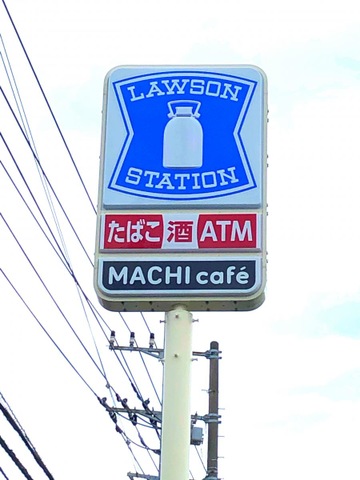 LAWSON
STATION
たばこ 酒 ATM
MACHI café